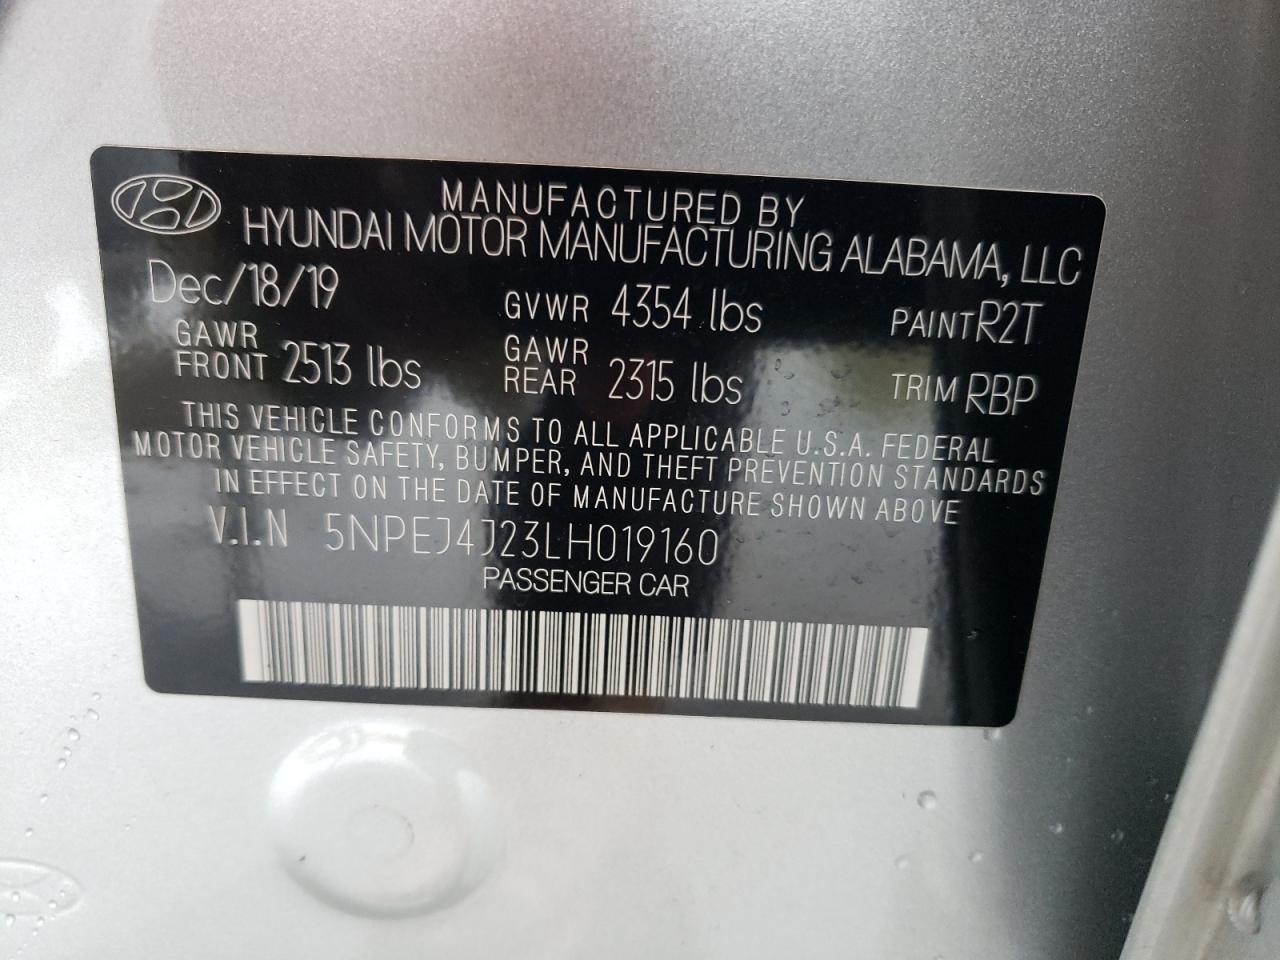 MANUFACTURED BY
HYUNDAI MOTOR MANUFACTURING ALABAMA, LLC
Dec/18/19 GVWR 4354 lbs PAINT R2T
GAWR FRONT 2513 lbs GAWR REAR 2315 lbs TRIM RBP
THIS VEHICLE CONFORMS TO ALL APPLICABLE U.S.A. FEDERAL
MOTOR VEHICLE SAFETY, BUMPER, AND THEFT PREVENTION STANDARDS
IN EFFECT ON THE DATE OF MANUFACTURE SHOWN ABOVE
V.I.N 5NPEJ4J23LH019160
PASSENGER CAR